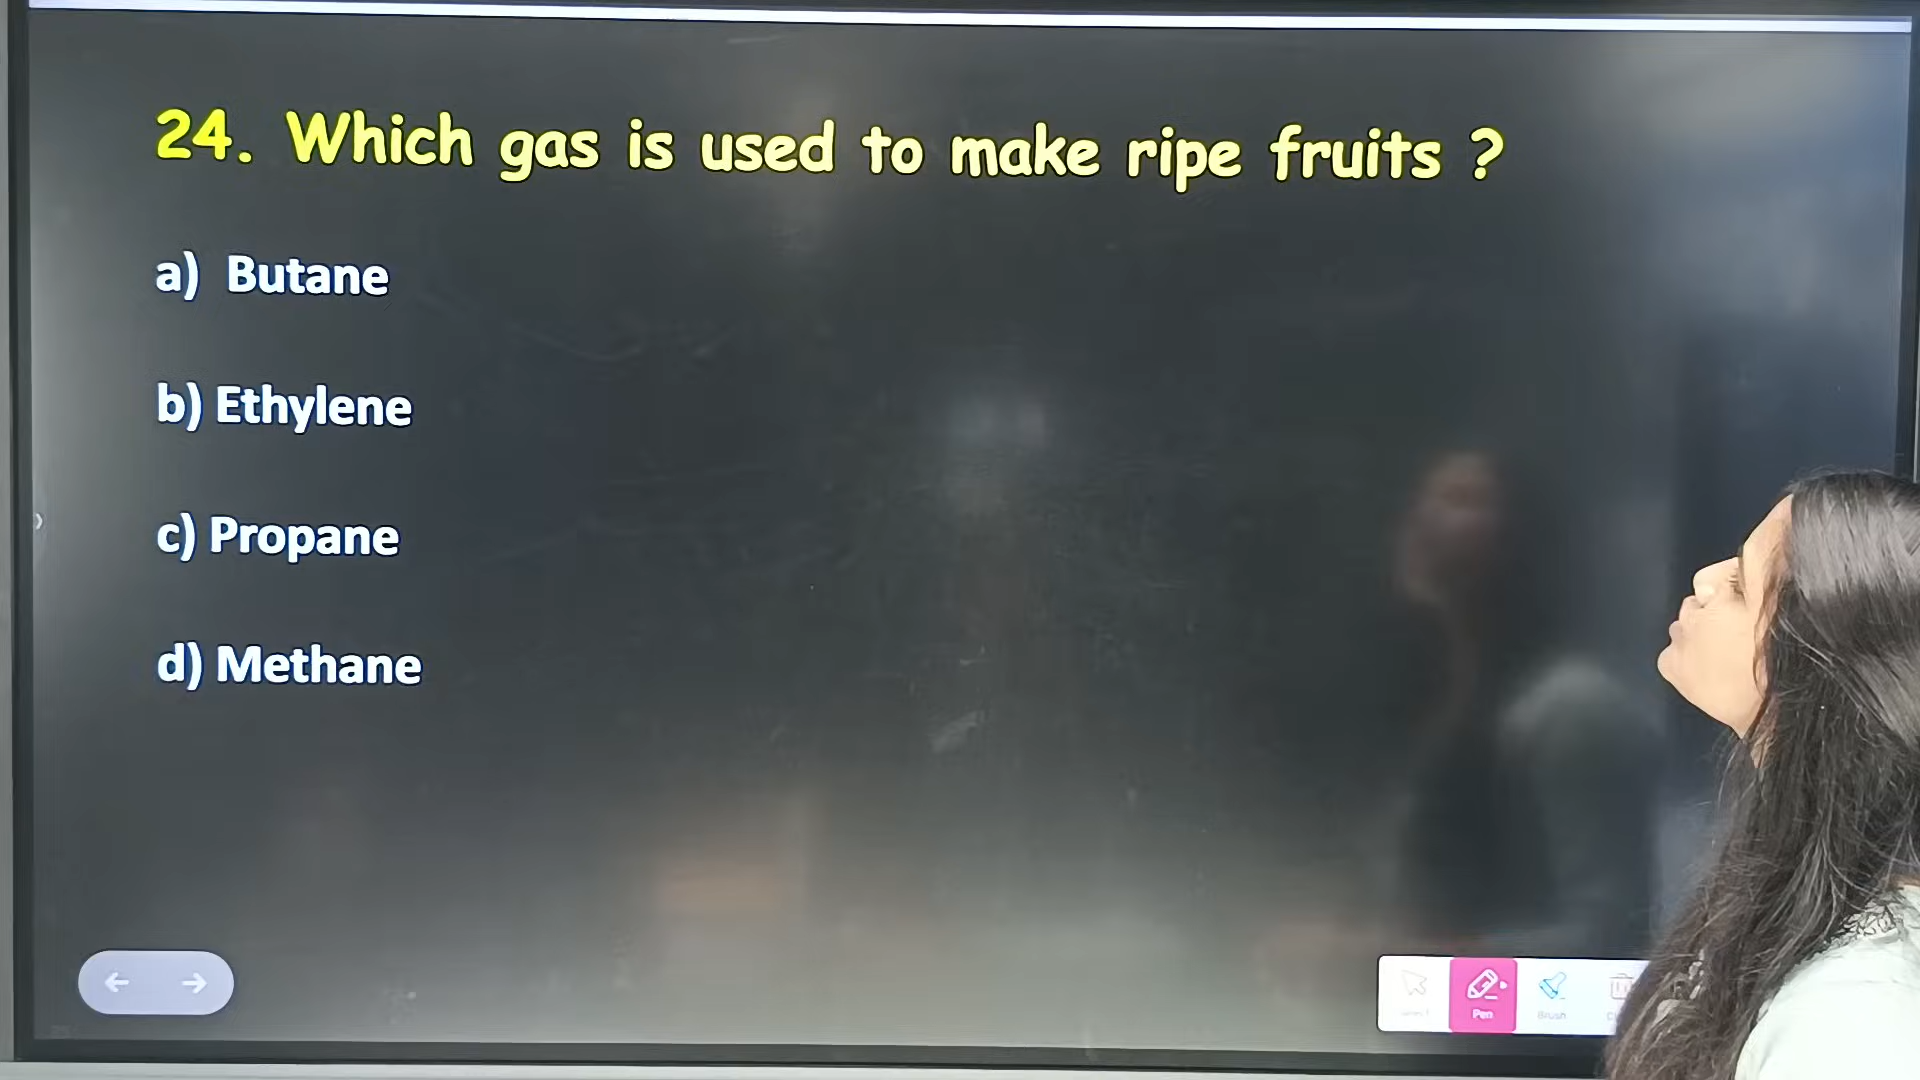 24. Which gas is used to make ripe fruits ?
a) Butane
b) Ethylene
c) Propane
d) Methane
Pen
Brush